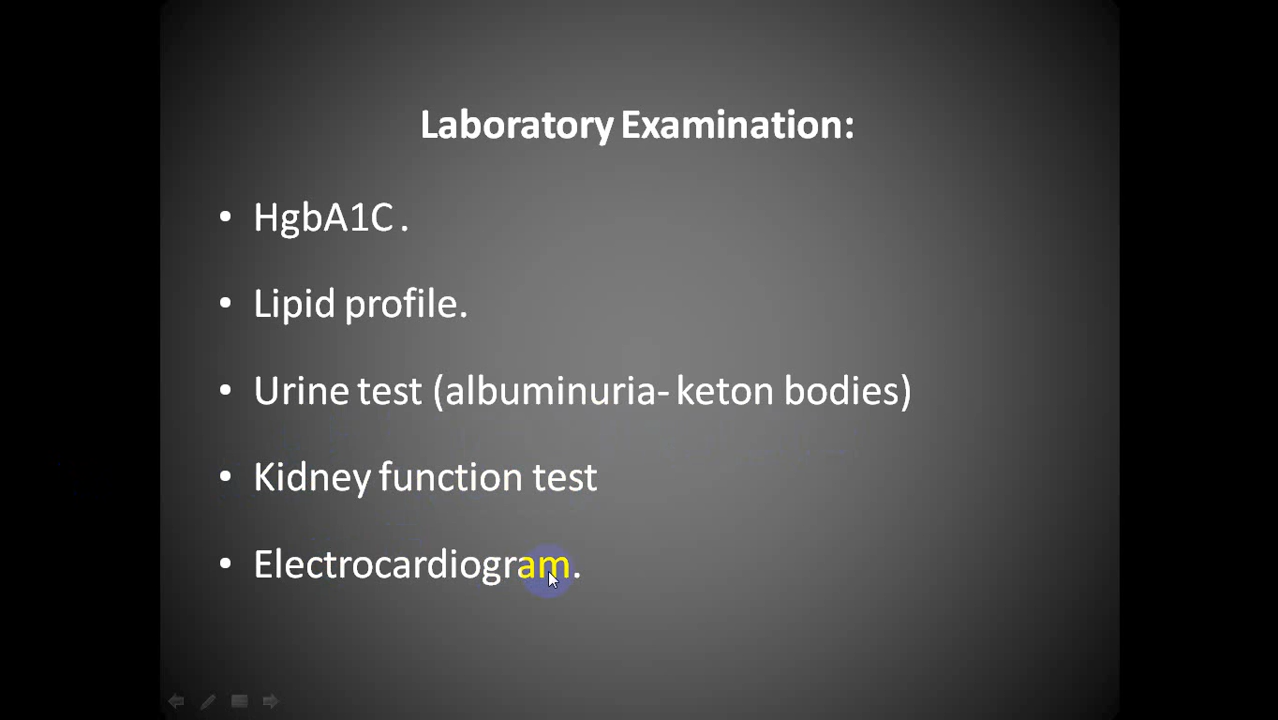 Laboratory Examination:
• HgbA1C .
• Lipid profile.
• Urine test (albuminuria- keton bodies)
• Kidney function test
• Electrocardiogram.